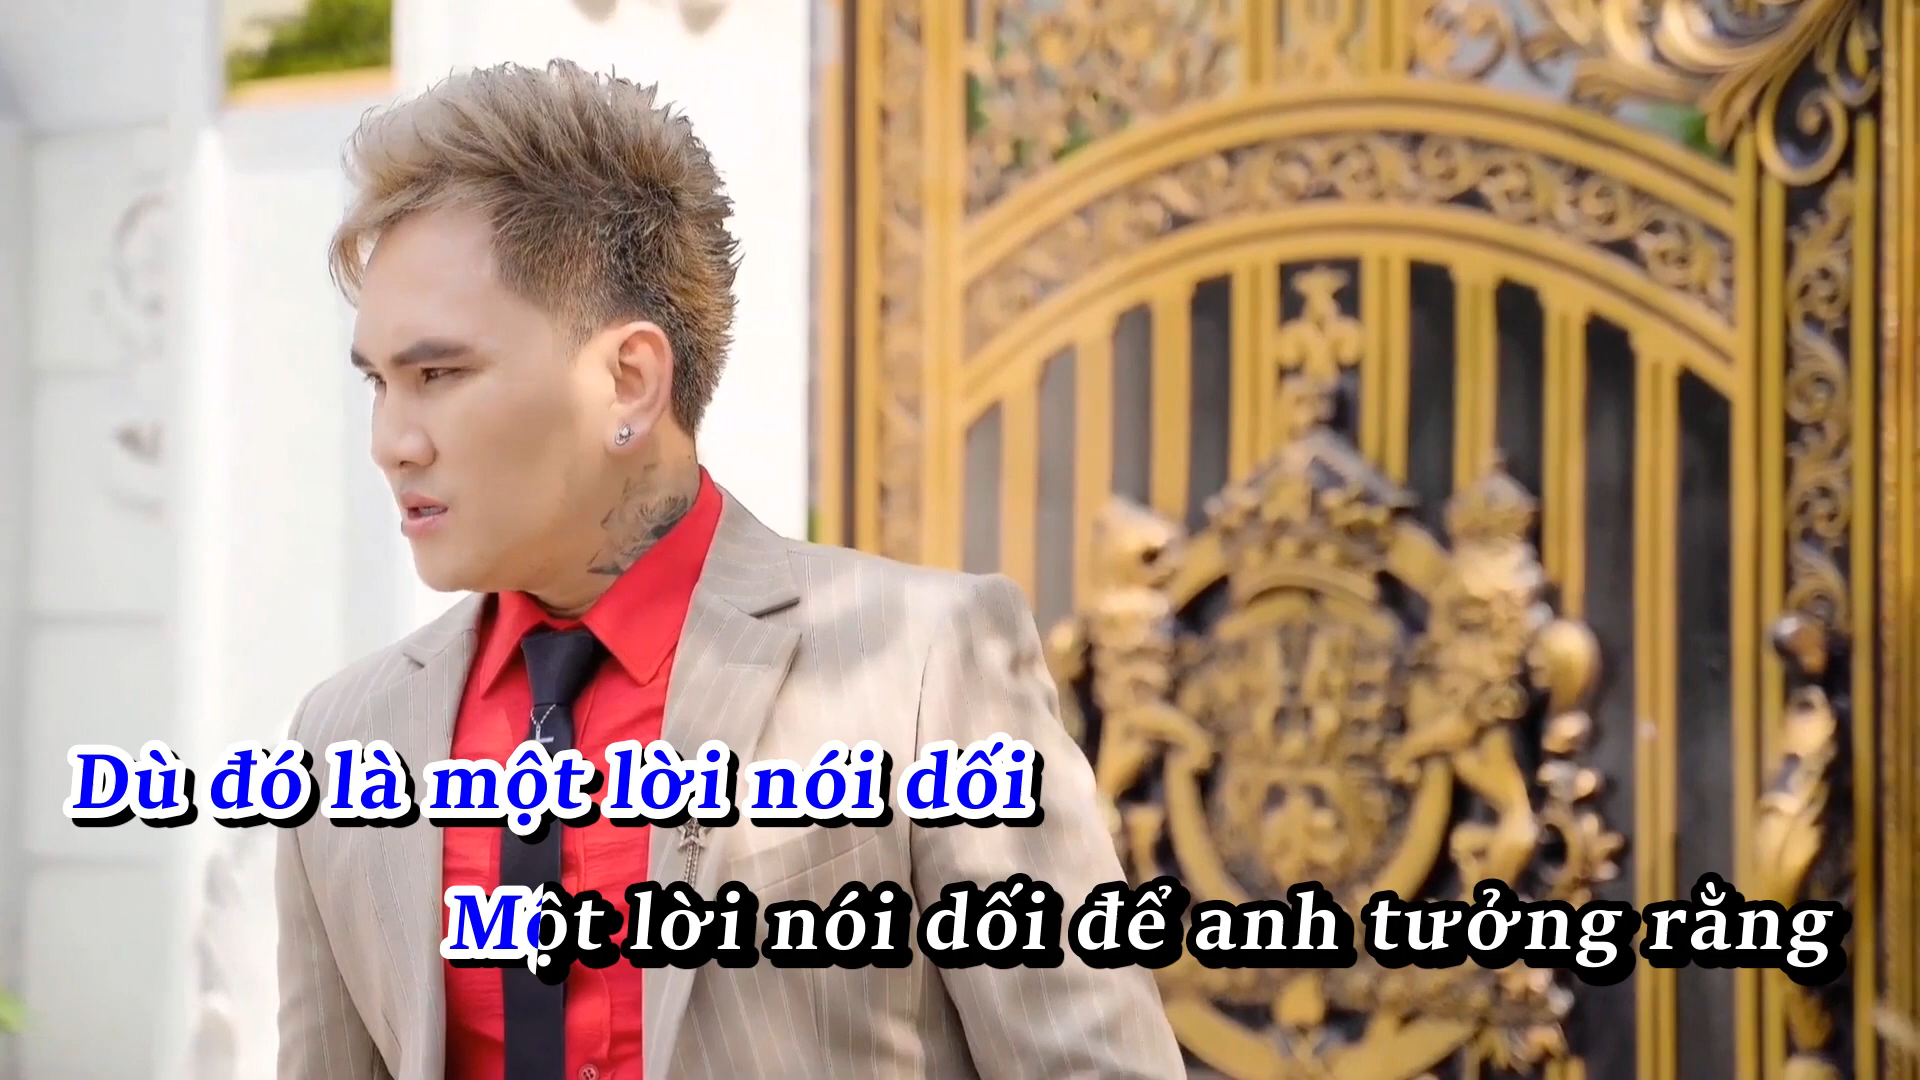 Dù đó là một lời nói dối
Một lời nói dối để anh tưởng rằng